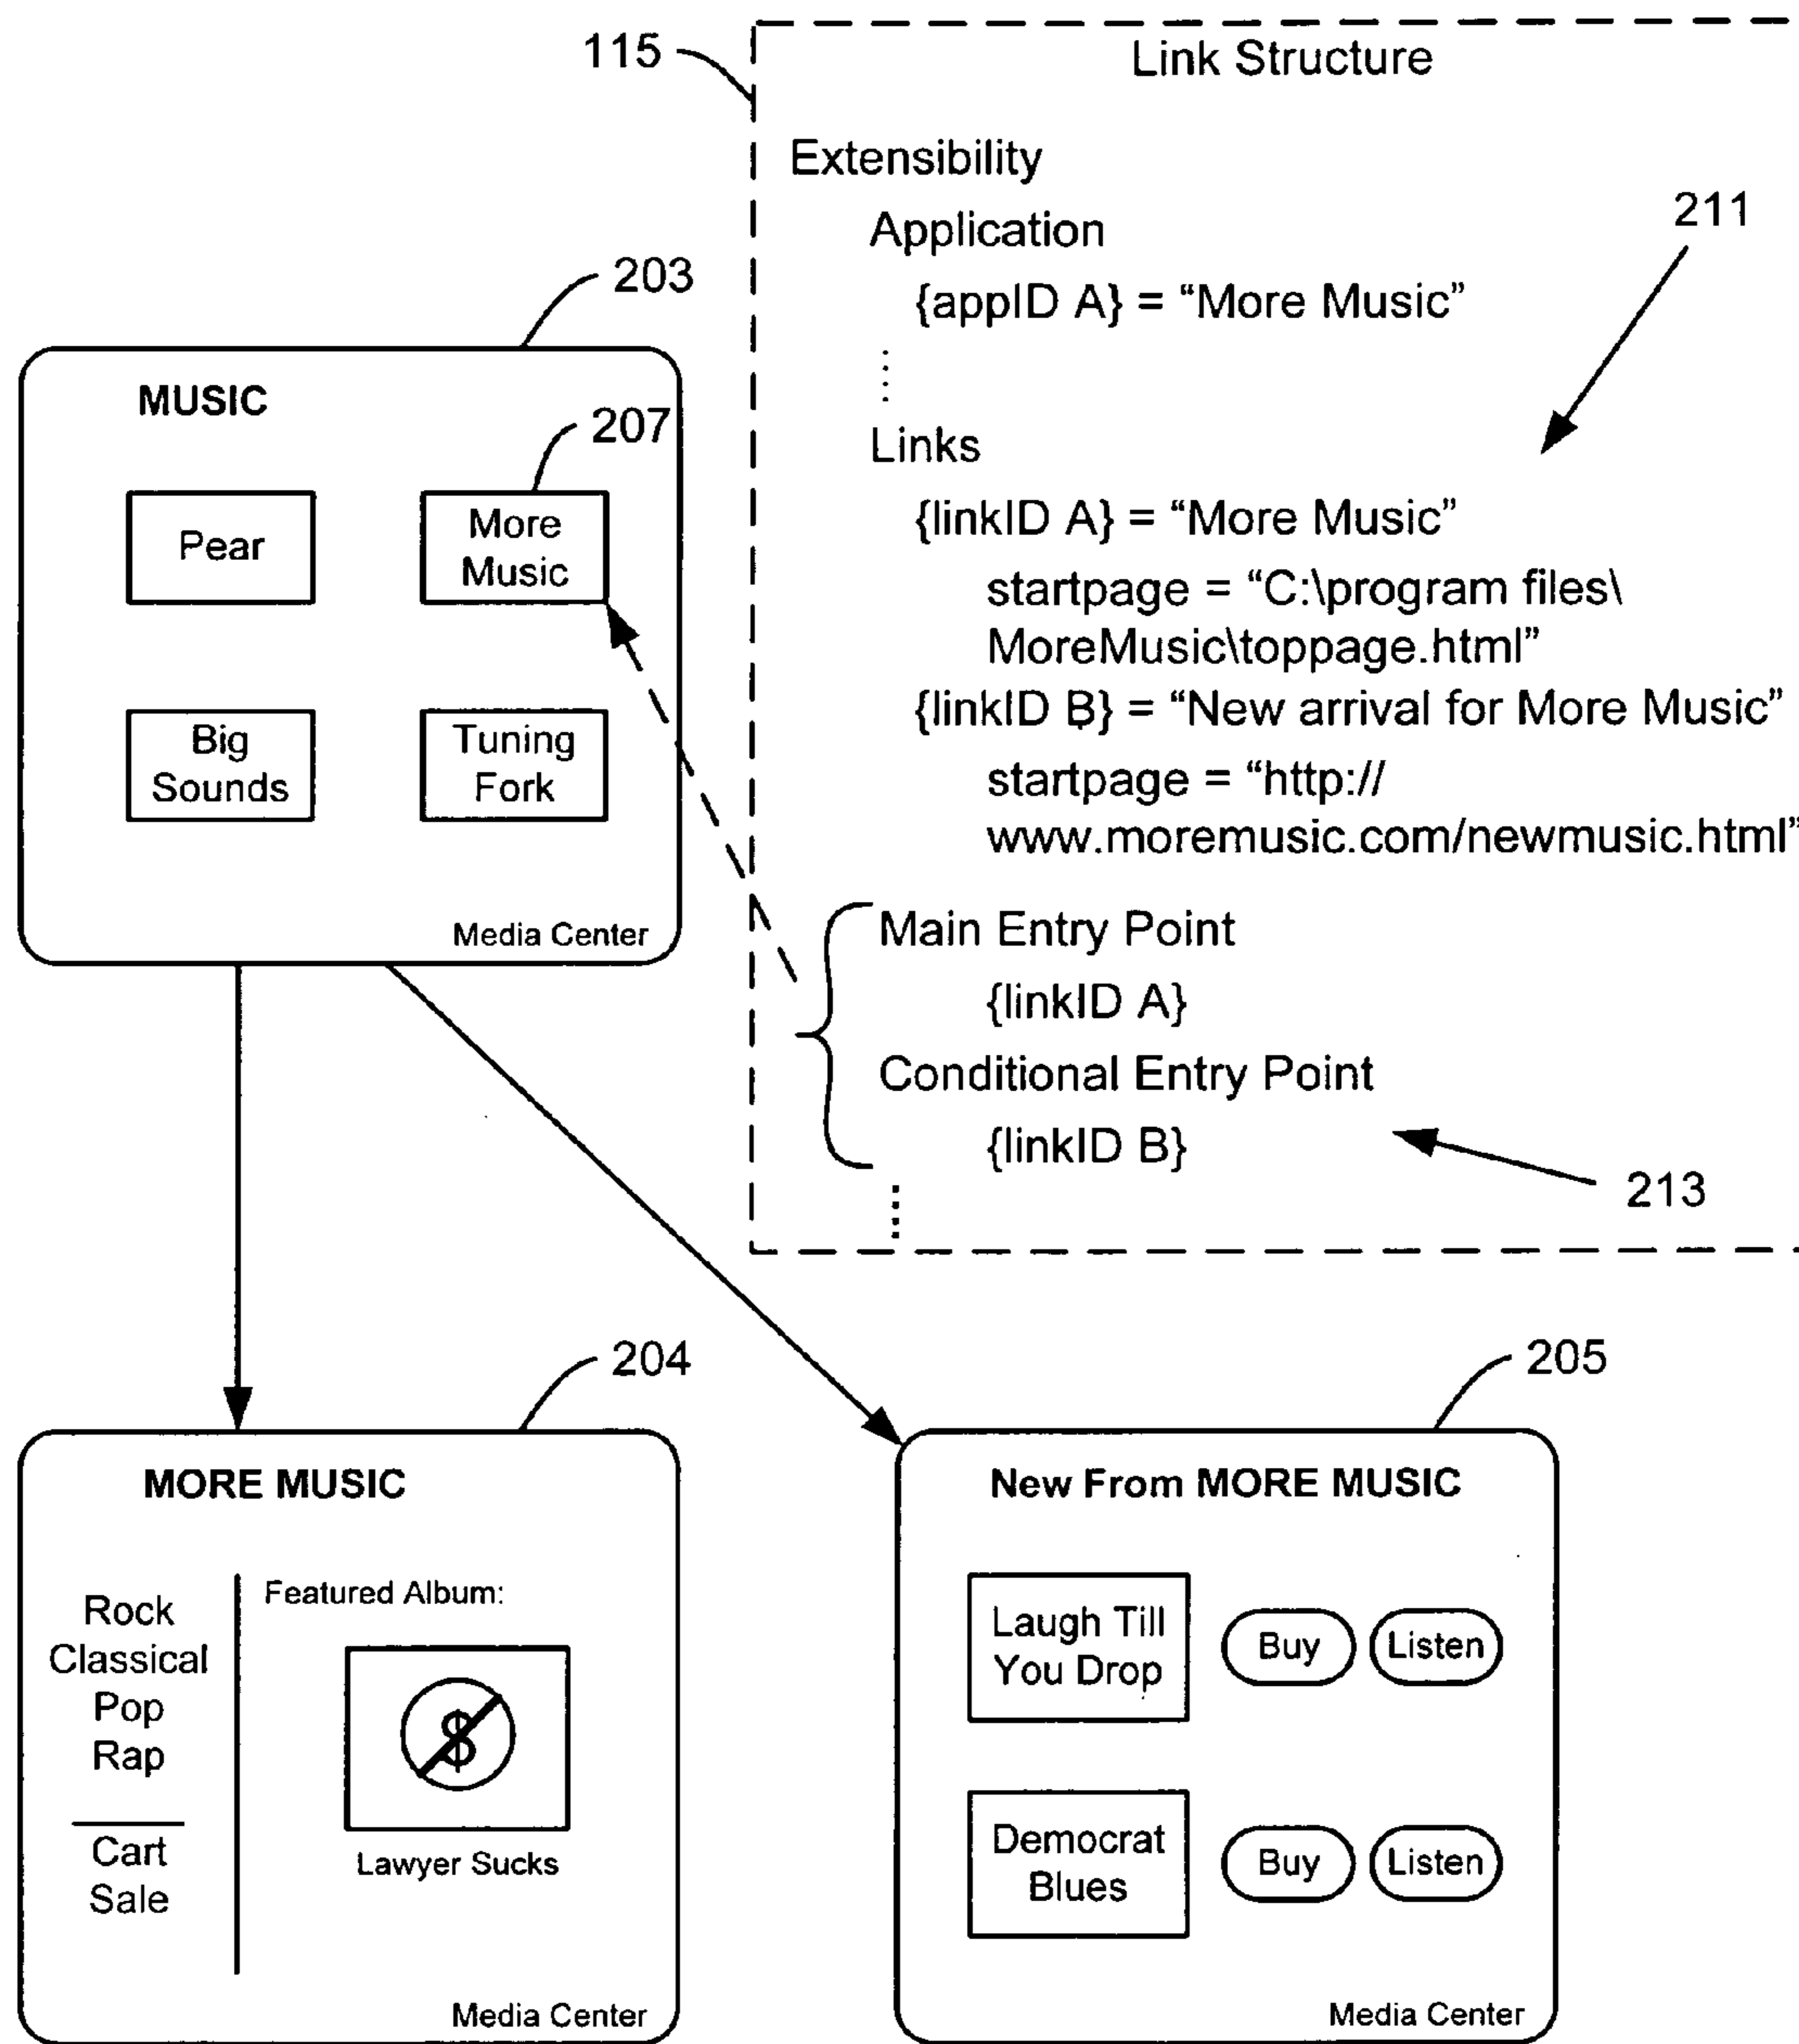 115
Link Structure
Extensibility
Application
{appID A} = “More Music”
211
Links
{linkID A} = “More Music”
startpage = “C:\program files\
MoreMusic\toppage.html”
{linkID B} = “New arrival for More Music”
startpage = “http://
www.moremusic.com/newmusic.html”
Main Entry Point
{linkID A}
Conditional Entry Point
{linkID B}
213
203
MUSIC
207
Pear
More
Music
Big
Sounds
Tuning
Fork
Media Center
204
MORE MUSIC
Rock
Classical
Pop
Rap
Cart
Sale
Featured Album:
$
Lawyer Sucks
Media Center
205
New From MORE MUSIC
Laugh Till
You Drop
Buy
Listen
Democrat
Blues
Buy
Listen
Media Center